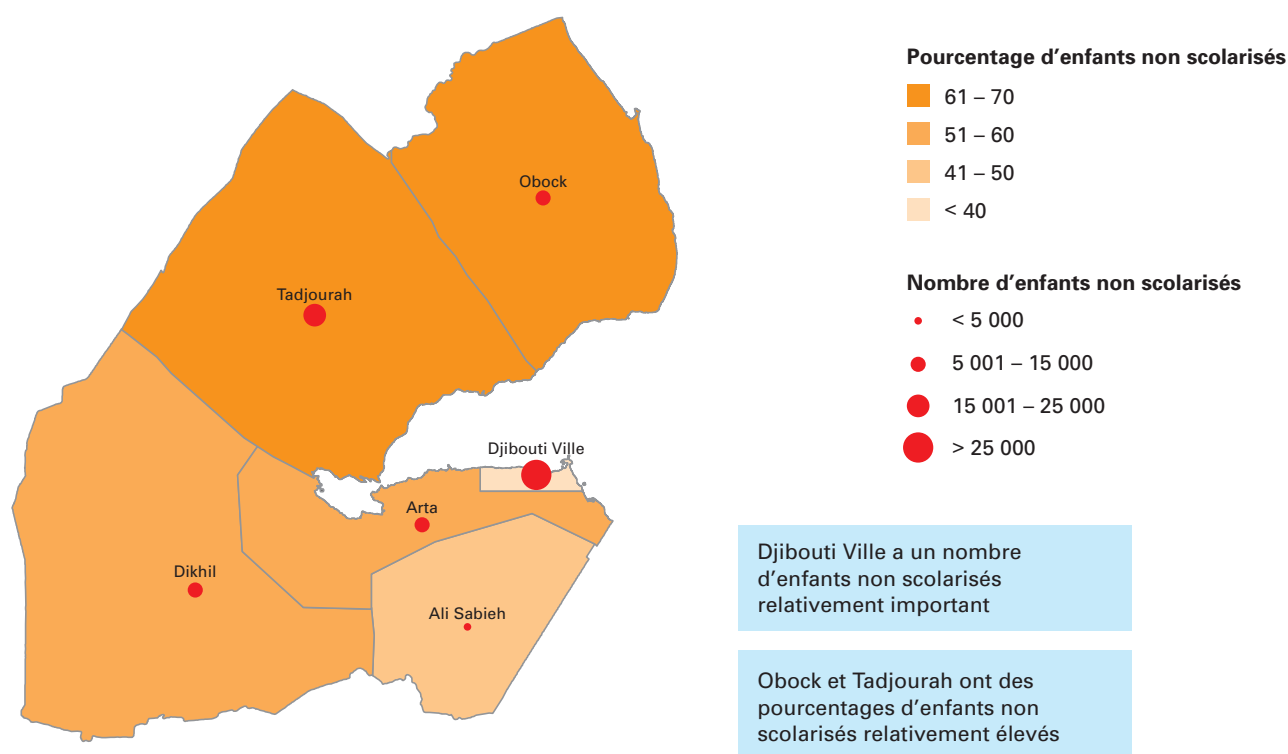 Obock
Tadjourah
Djibouti Ville
Arta
Dikhil
Ali Sabieh
Pourcentage d'enfants non scolarisés
61 – 70
51 – 60
41 – 50
< 40
Nombre d'enfants non scolarisés
< 5 000
5 001 – 15 000
15 001 – 25 000
> 25 000
Djibouti Ville a un nombre
d'enfants non scolarisés
relativement important
Obock et Tadjourah ont des
pourcentages d'enfants non
scolarisés relativement élevés